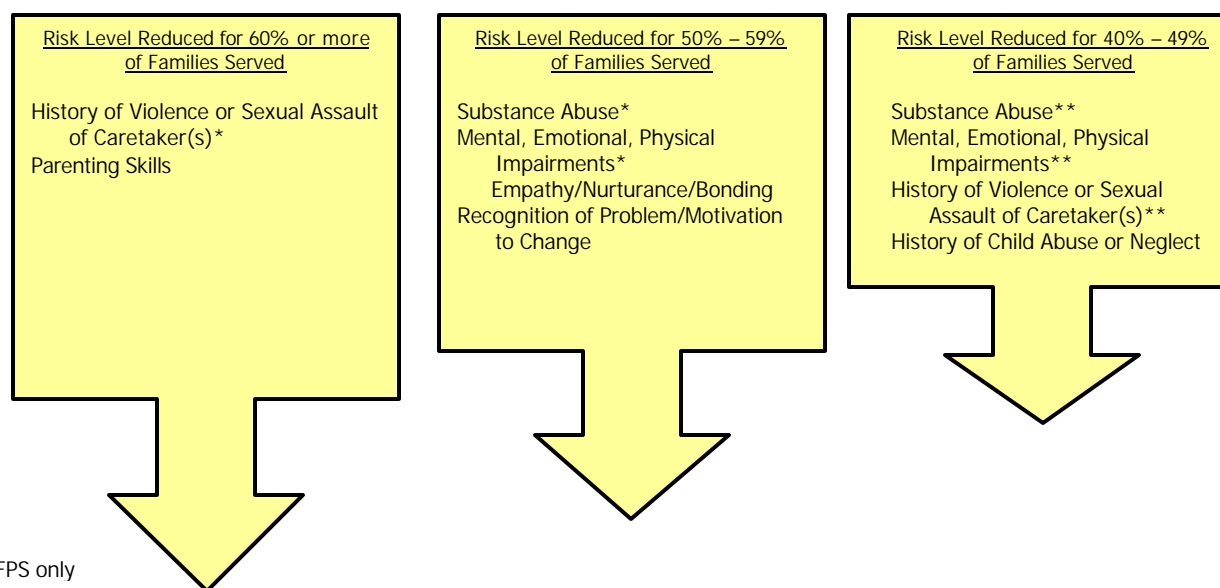 Risk Level Reduced for 60% or more
of Families Served
History of Violence or Sexual Assault
of Caretaker(s)*
Parenting Skills
Risk Level Reduced for 50% – 59%
of Families Served
Substance Abuse*
Mental, Emotional, Physical
Impairments*
Empathy/Nurturance/Bonding
Recognition of Problem/Motivation
to Change
Risk Level Reduced for 40% – 49%
of Families Served
Substance Abuse**
Mental, Emotional, Physical
Impairments**
History of Violence or Sexual
Assault of Caretaker(s)**
History of Child Abuse or Neglect
FPS only